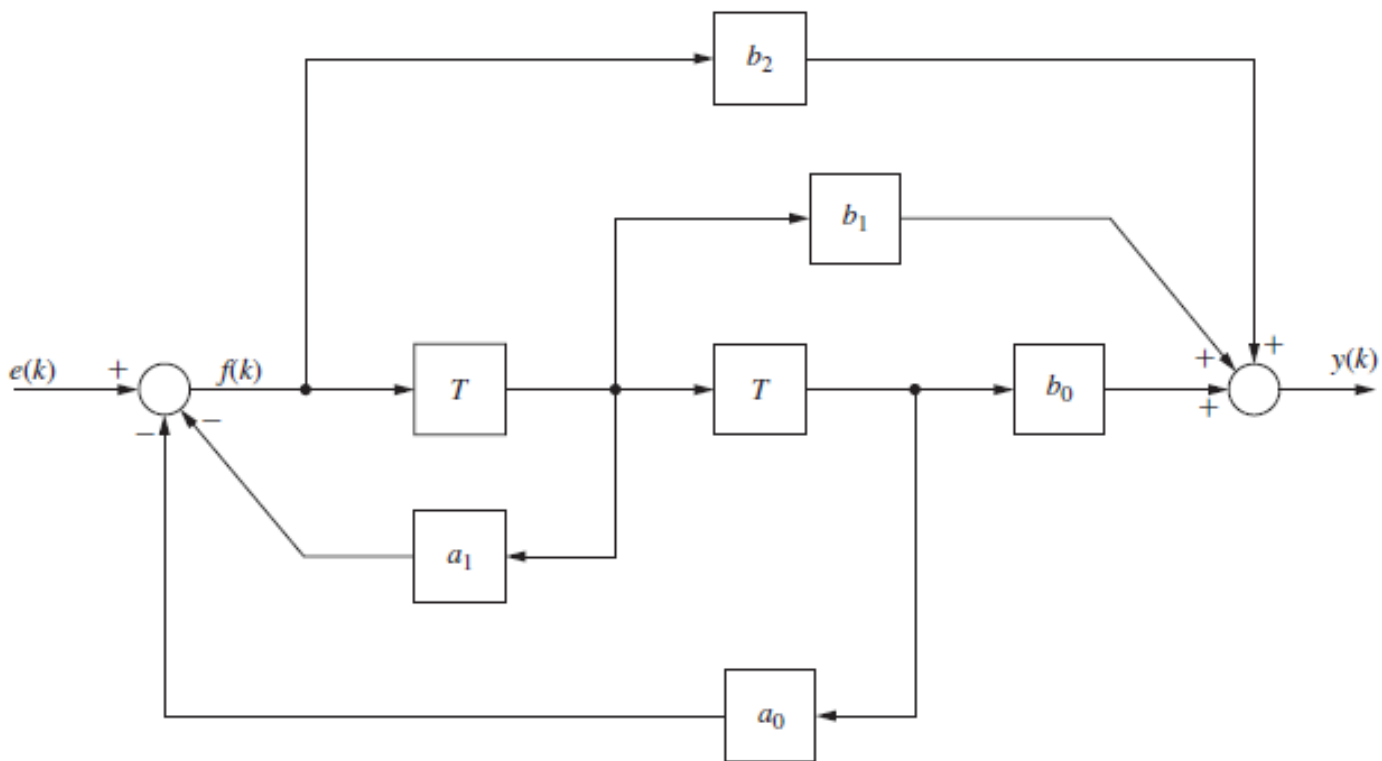 b₂
b₁
e(k) + f(k) T T b₀ + + + y(k)
− −
a₁
a₀